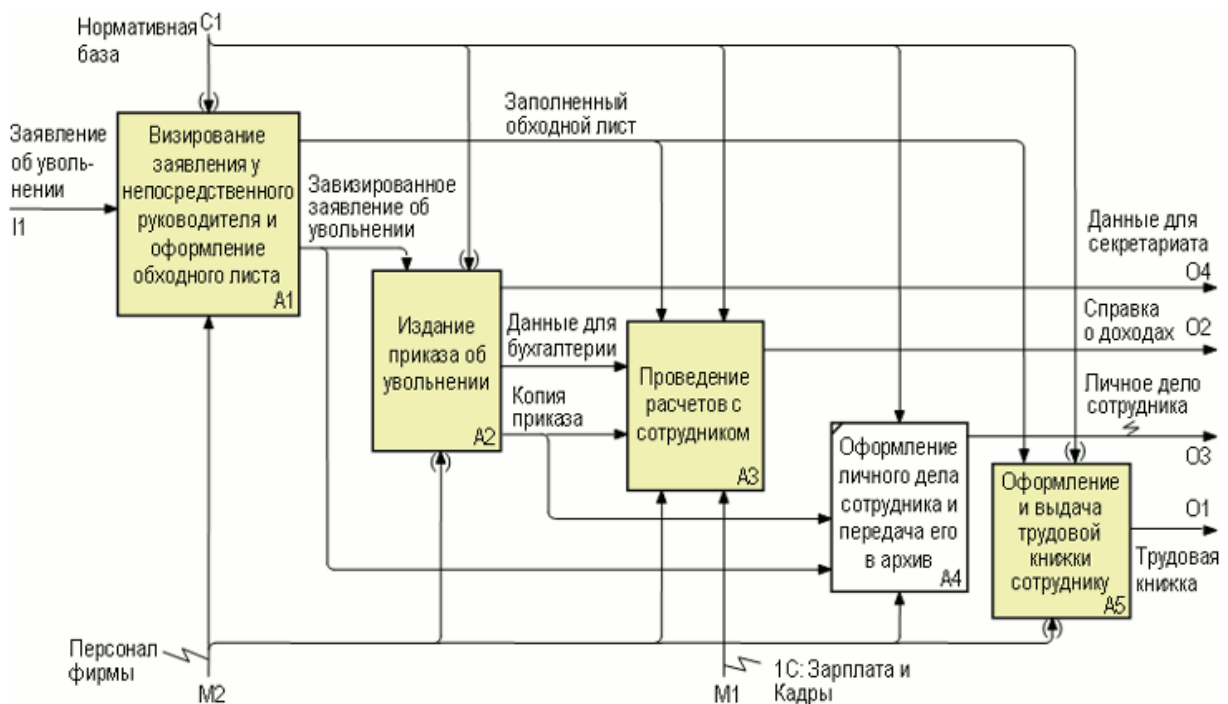 Нормативная
база
C1
Заявление
об уволь-
нении
I1
Визирование
заявления у
непосредственного
руководителя и
оформление
обходного листа
A1
Заполненный
обходной лист
Завизированное
заявление об
увольнении
Издание
приказа об
увольнении
A2
Данные для
бухгалтерии
Копия
приказа
Проведение
расчетов с
сотрудником
A3
Оформление
личного дела
сотрудника и
передача его
в архив
A4
Оформление
и выдача
трудовой
книжки
сотруднику
A5
Данные для
секретариата
O4
Справка
о доходах
O2
Личное дело
сотрудника
O3
O1
Трудовая
книжка
Персонал
фирмы
M2
M1
1С: Зарплата и
Кадры